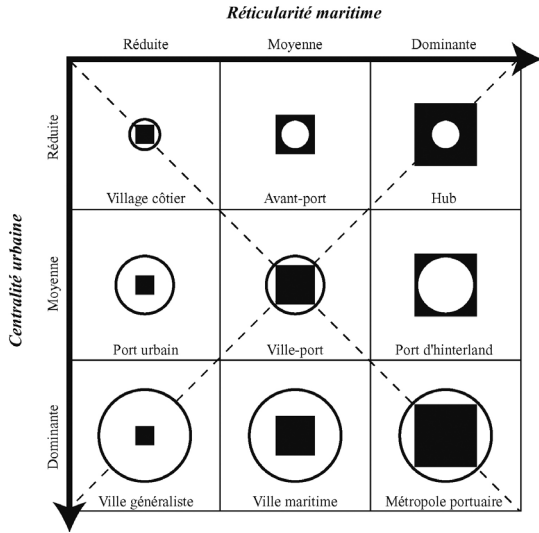 Réticularité maritime
Réduite
Moyenne
Dominante
Centralité urbaine
Réduite
Village côtier
Avant-port
Hub
Moyenne
Port urbain
Ville-port
Port d'hinterland
Dominante
Ville généraliste
Ville maritime
Métropole portuaire